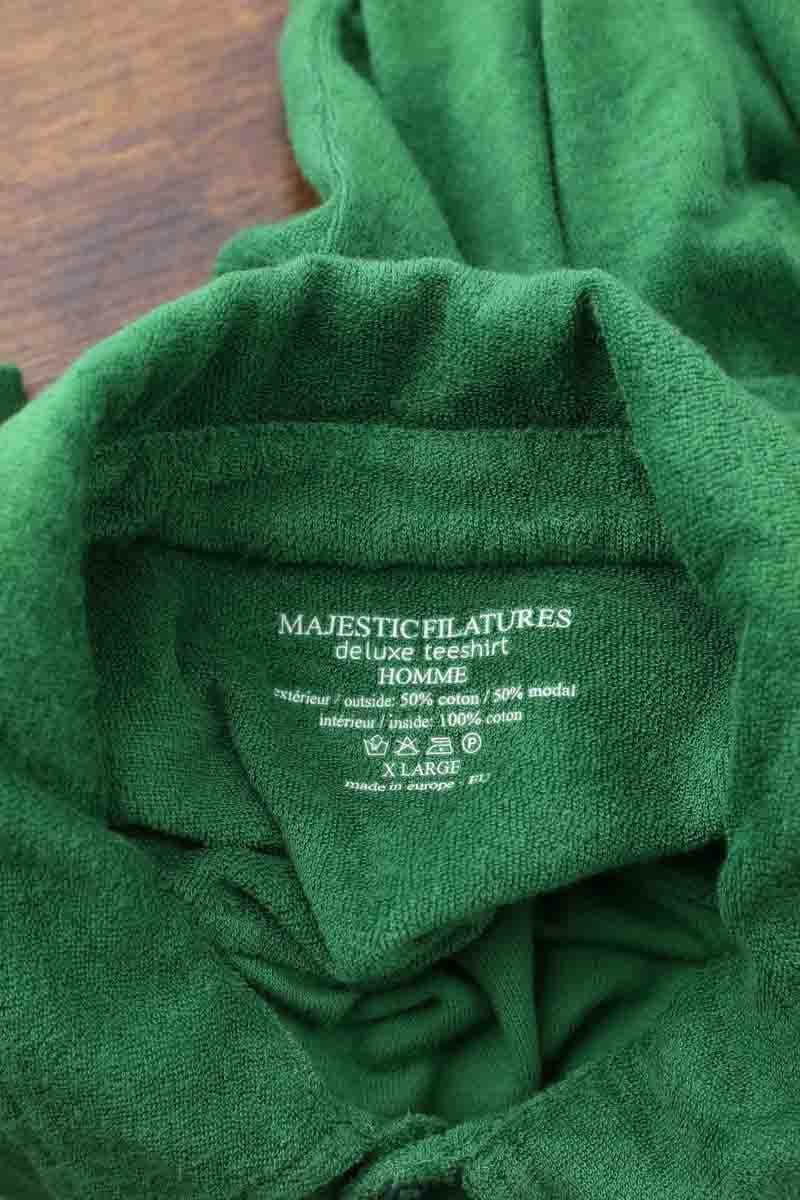 MAJESTIC FILATURES
deluxe teeshirt
HOMME
extérieur / outside: 50% coton / 50% modal
intérieur / inside: 100% coton
P
X LARGE
made in europe - EU